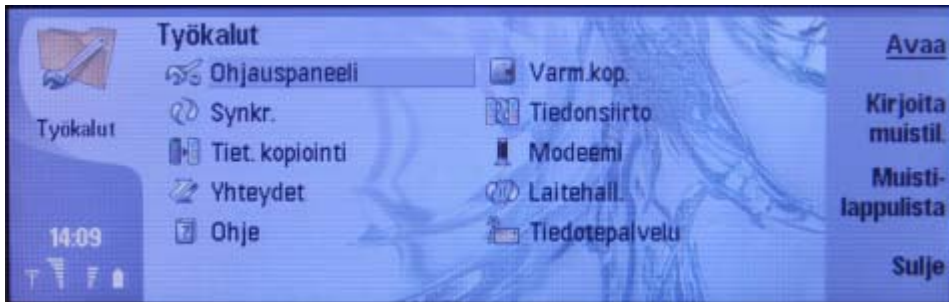 Työkalut
Ohjauspaneeli
Synkr.
Tiet. kopiointi
Yhteydet
Ohje
Varm.kop.
Tiedonsiirto
Modeemi
Laitehall.
Tiedotepalvelu
Työkalut
14:09
Avaa
Kirjoita
muistil.
Muisti-
lappulista
Sulje